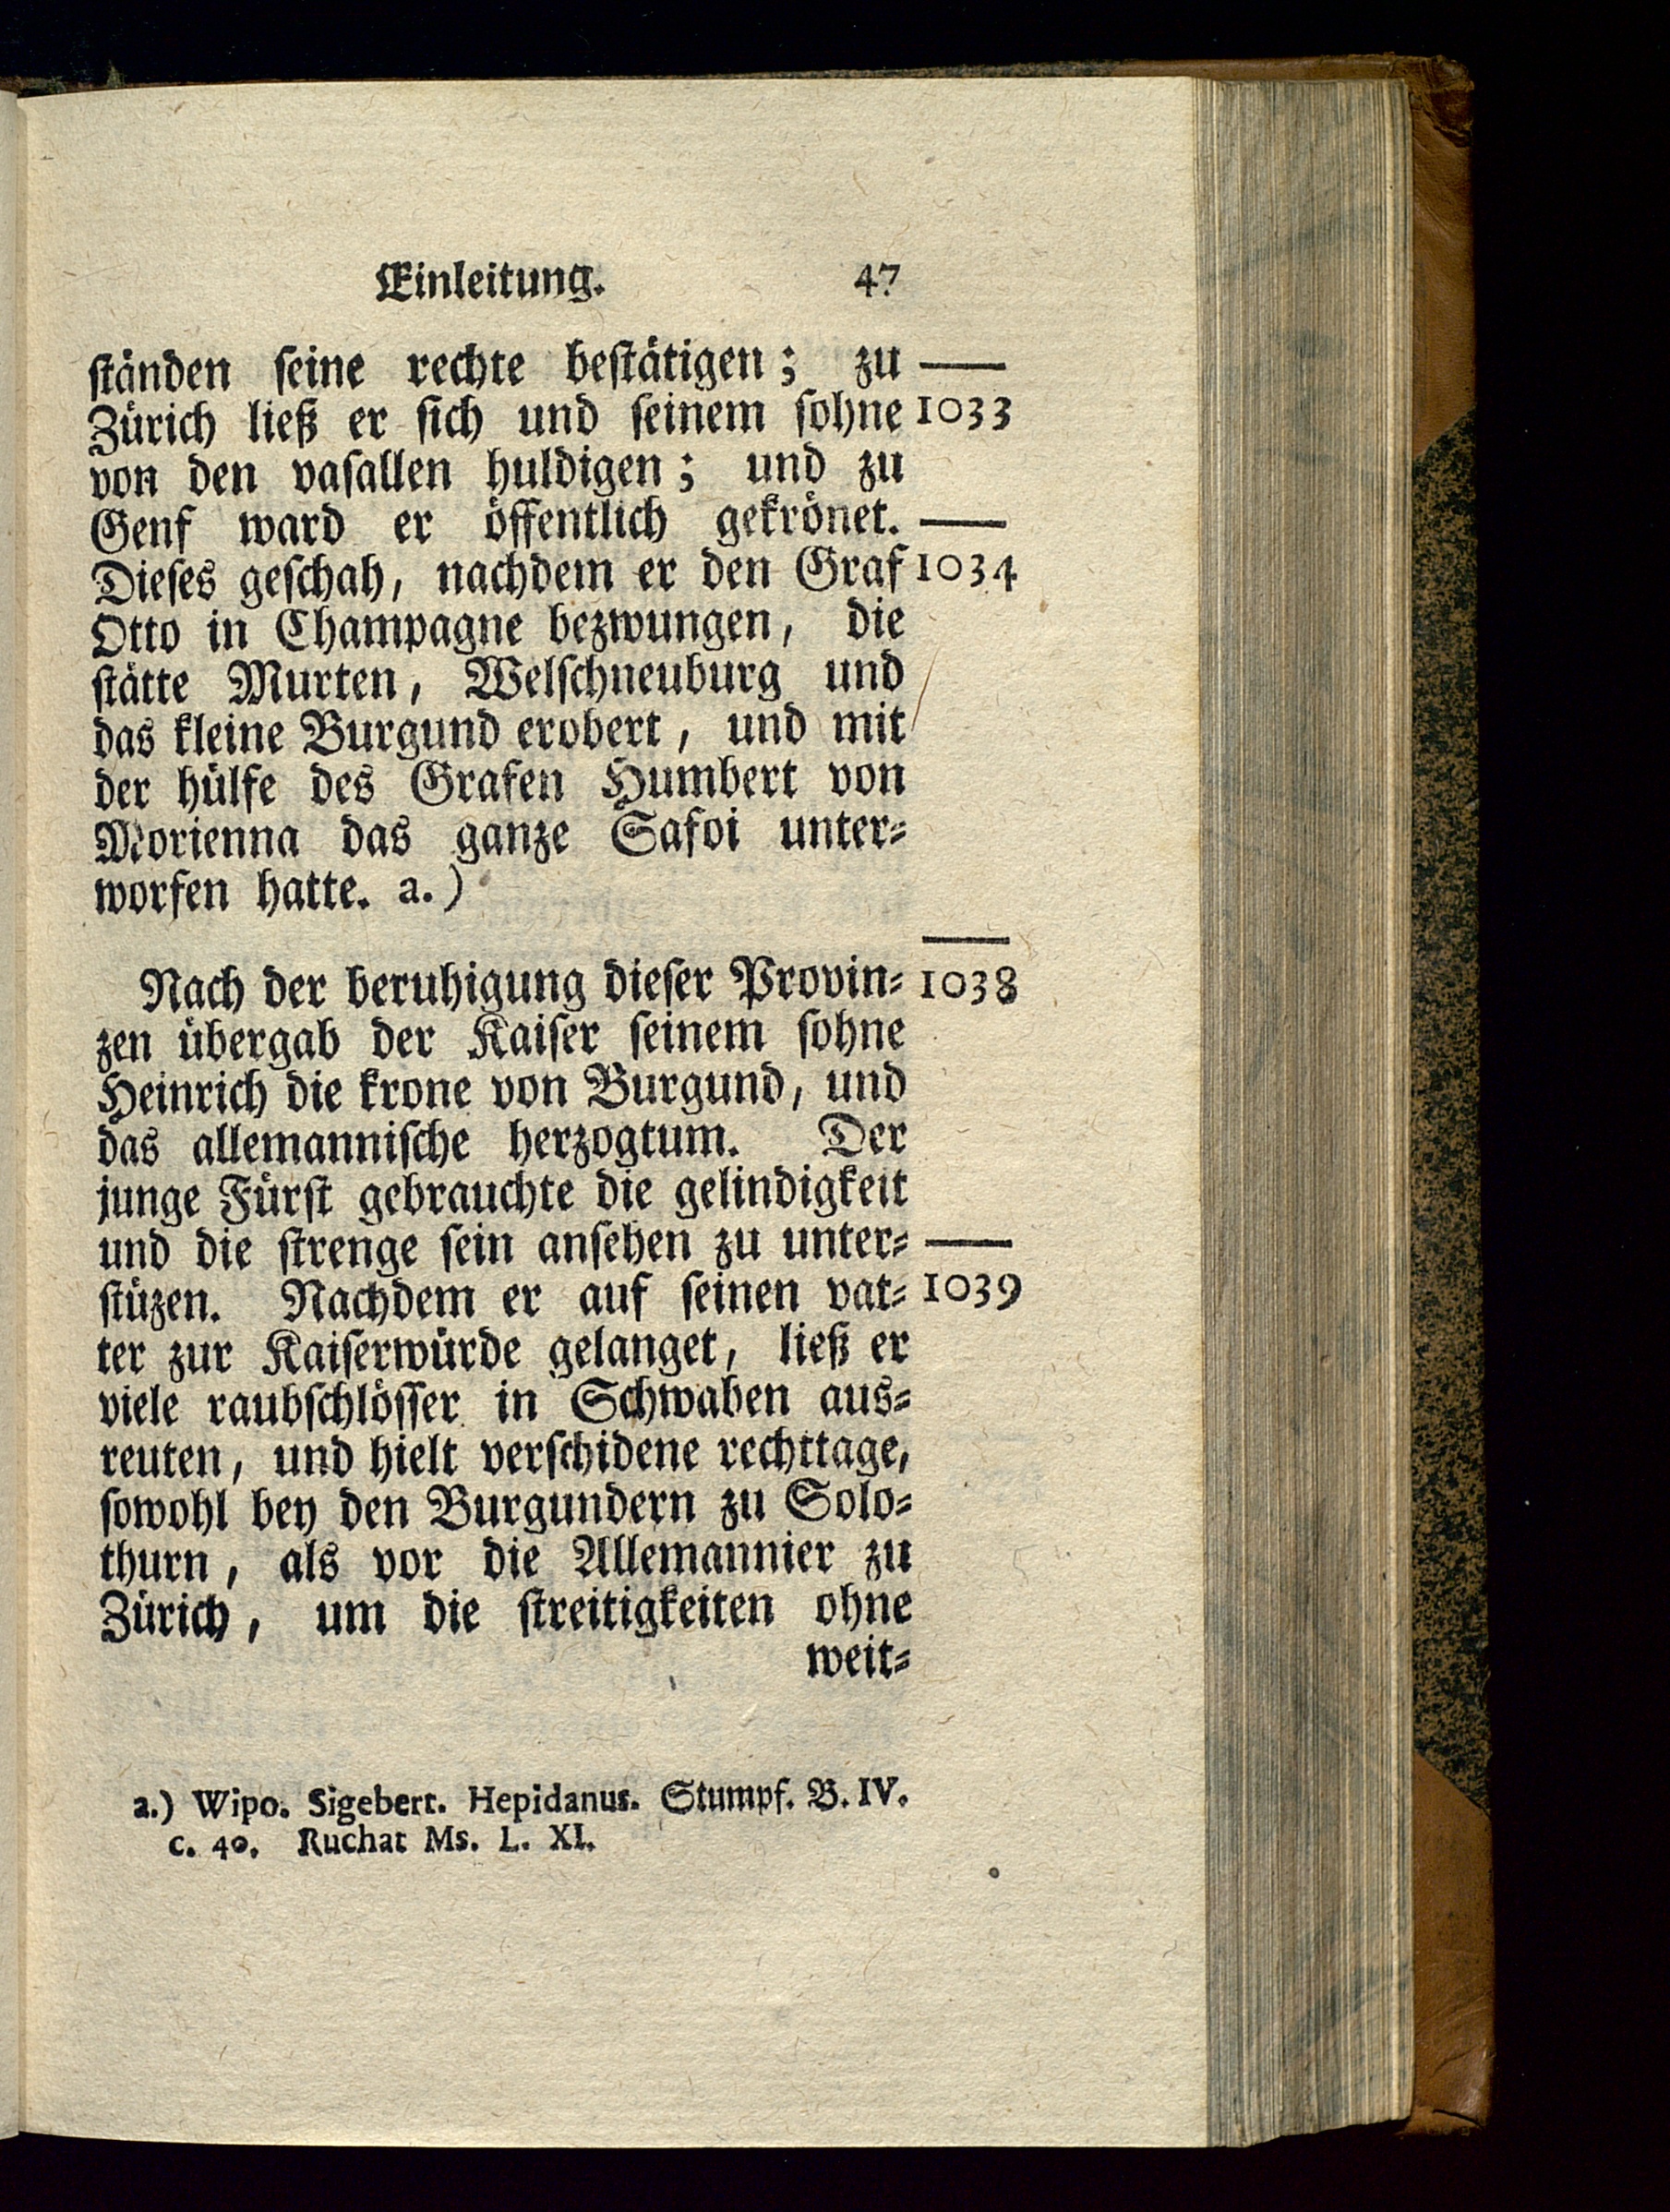 Einleitung. 47
ständen seine rechte bestätigen; zu —
Zürich ließ er sich und seinem sohne 1033
von den vasallen huldigen; und zu
Genf ward er öffentlich gekrönet. —
Dieses geschah, nachdem er den Graf 1034
Otto in Champagne bezwungen, die
stätte Murten, Welschneuburg und
das kleine Burgund erobert, und mit
der hülfe des Grafen Humbert von
Morienna das ganze Safoi unter=
worfen hatte. a.)
—
Nach der beruhigung dieser Provin= 1038
zen übergab der Kaiser seinem sohne
Heinrich die krone von Burgund, und
das allemannische herzogtum. Der
junge Fürst gebrauchte die gelindigkeit
und die strenge sein ansehen zu unter= —
stüzen. Nachdem er auf seinen vat= 1039
ter zur Kaiserwürde gelanget, ließ er
viele raubschlösser in Schwaben aus=
reuten, und hielt verschidene rechttage,
sowohl bey den Burgundern zu Solo=
thurn, als vor die Allemannier zu
Zürich, um die streitigkeiten ohne
weit=
a.) Wipo. Sigebert. Hepidanus. Stumpf. B. IV.
c. 40. Ruchat Ms. L. XI.